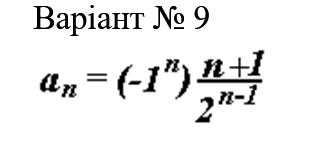 Варіант № 9
aₙ = (-1ⁿ) (n+1)/2ⁿ⁻¹